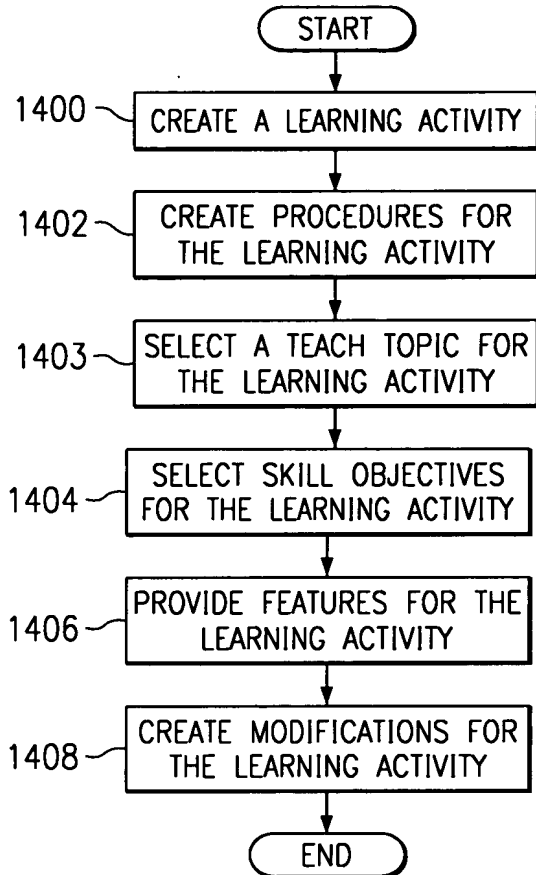 START
1400
CREATE A LEARNING ACTIVITY
1402
CREATE PROCEDURES FOR
THE LEARNING ACTIVITY
1403
SELECT A TEACH TOPIC FOR
THE LEARNING ACTIVITY
1404
SELECT SKILL OBJECTIVES
FOR THE LEARNING ACTIVITY
1406
PROVIDE FEATURES FOR THE
LEARNING ACTIVITY
1408
CREATE MODIFICATIONS FOR
THE LEARNING ACTIVITY
END